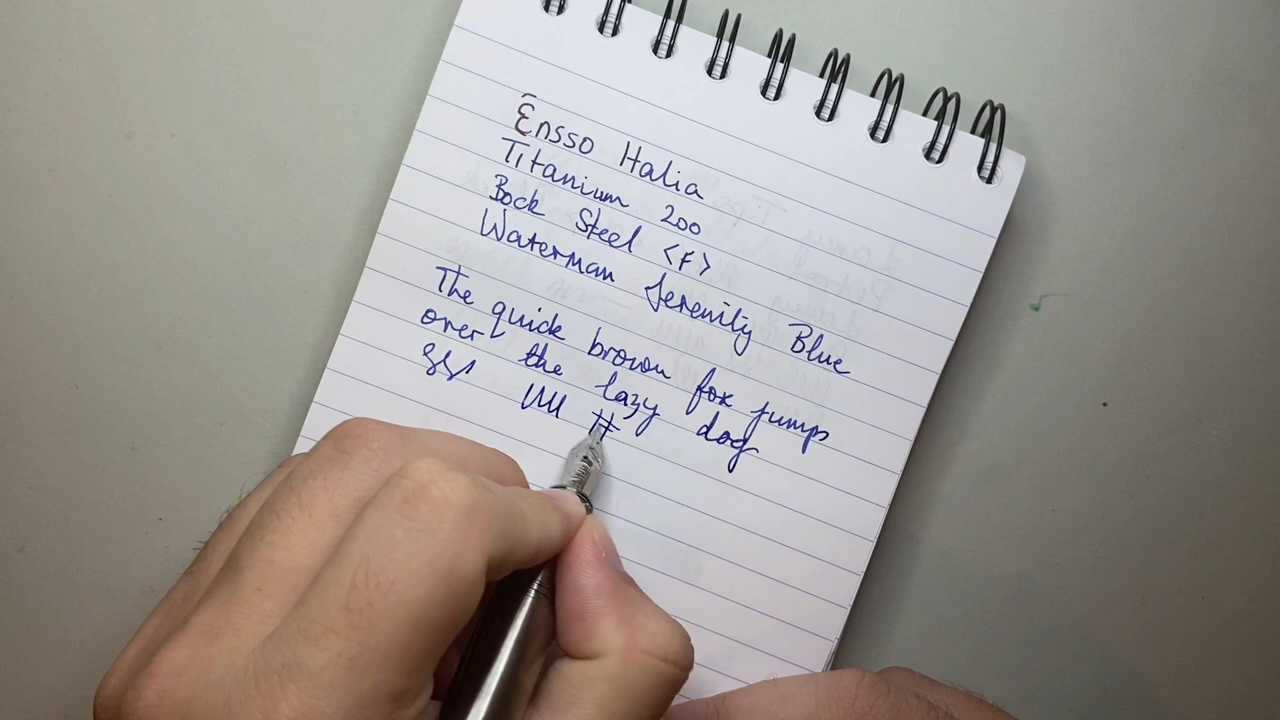 Ensso Italia
Titanium 200
Bock Steel <F>
Waterman Serenity Blue
The quick brown fox jumps
over the lazy dog